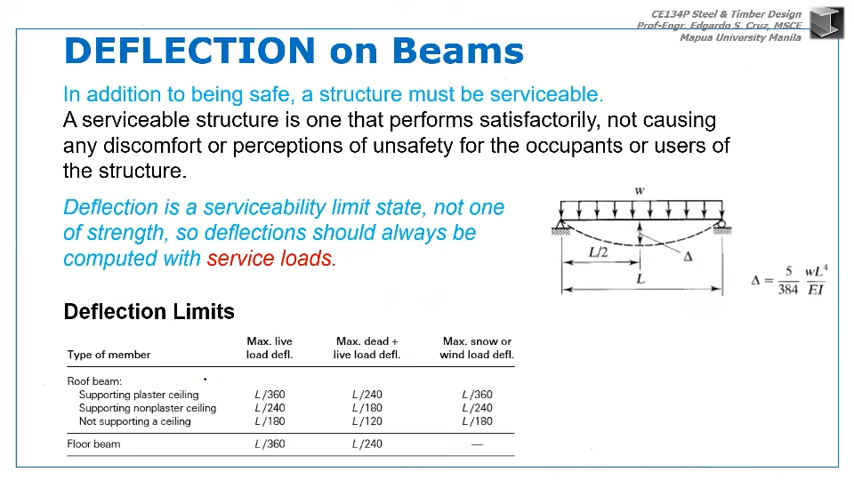 CE134P Steel & Timber Design
Prof-Engr. Edgardo S. Cruz, MSCE
Mapua University Manila
DEFLECTION on Beams
In addition to being safe, a structure must be serviceable.
A serviceable structure is one that performs satisfactorily, not causing
any discomfort or perceptions of unsafety for the occupants or users of
the structure.
Deflection is a serviceability limit state, not one
of strength, so deflections should always be
computed with service loads.
w
L/2
Δ
L
Δ = 5/384 wL⁴/EI
Deflection Limits
Type of member Max. live load defl. Max. dead + live load defl. Max. snow or wind load defl.
Roof beam:
Supporting plaster ceiling L/360 L/240 L/360
Supporting nonplaster ceiling L/240 L/180 L/240
Not supporting a ceiling L/180 L/120 L/180
Floor beam L/360 L/240 —